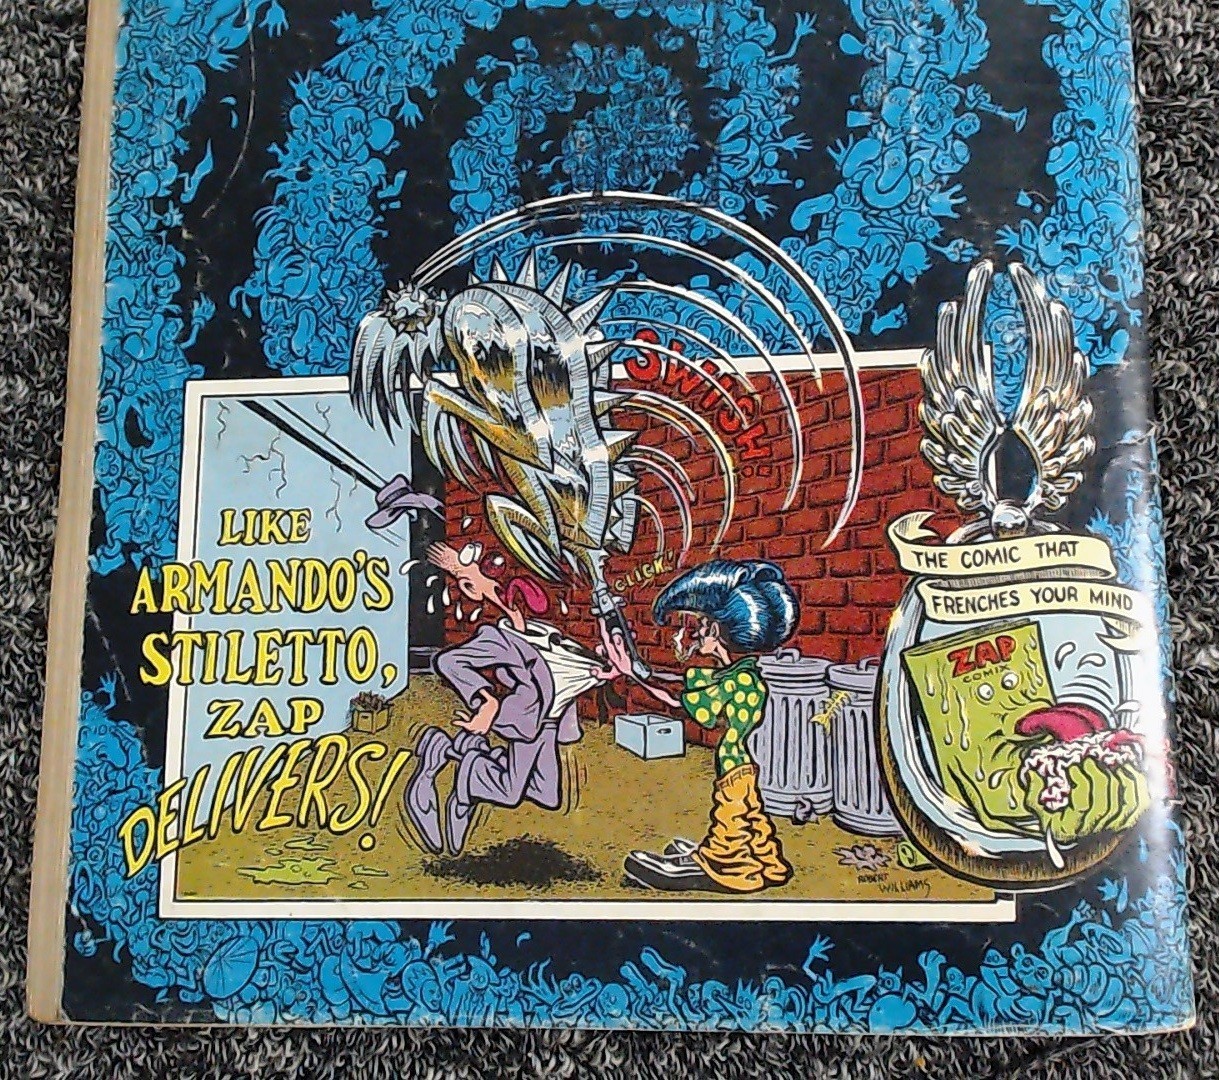 SWISH!
CLICK!
LIKE
ARMANDO'S
STILETTO,
ZAP
DELIVERS!
THE COMIC THAT
FRENCHES YOUR MIND
ZAP
COMIX
ROBERT
WILLIAMS